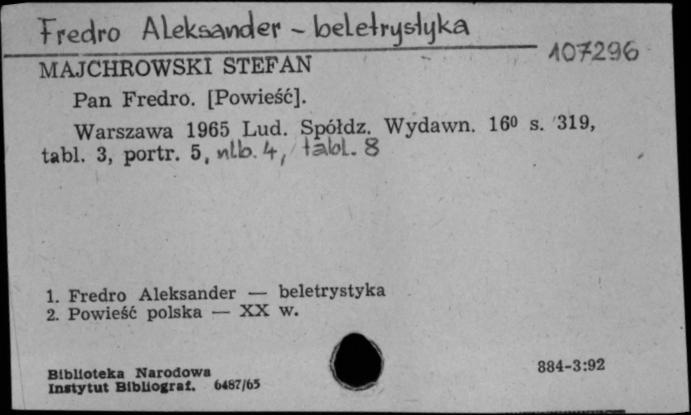 Fredro Aleksander - beletrystyka
107296
MAJCHROWSKI STEFAN
Pan Fredro. [Powieść].
Warszawa 1965 Lud. Spółdz. Wydawn. 16⁰ s. 319,
tabl. 3, portr. 5, nlb. 4, tabl. 8
1. Fredro Aleksander — beletrystyka
2. Powieść polska — XX w.
Biblioteka Narodowa
Instytut Bibliograf. 6487/65
884-3:92